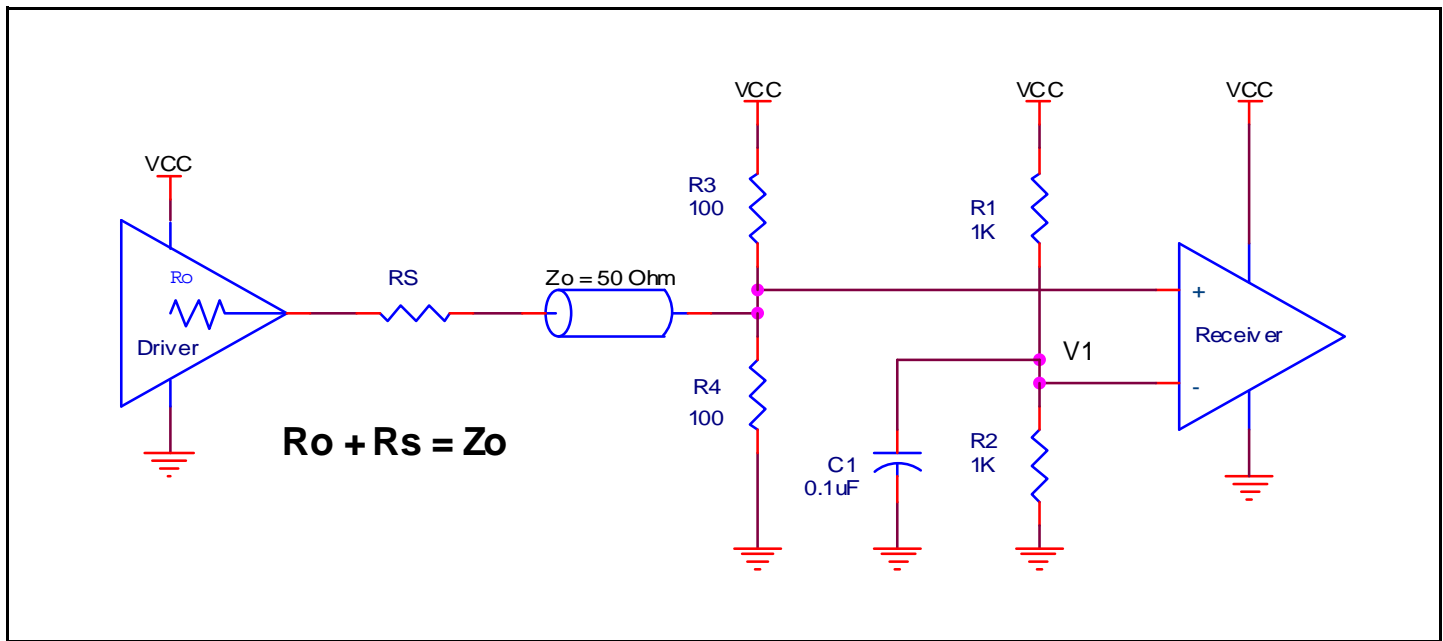 VCC
VCC
VCC
VCC
R3
100
R1
1K
Ro
RS
Zo = 50 Ohm
+
Driver
Receiver
V1
-
R4
100
Ro + Rs = Zo
R2
1K
C1
0.1uF